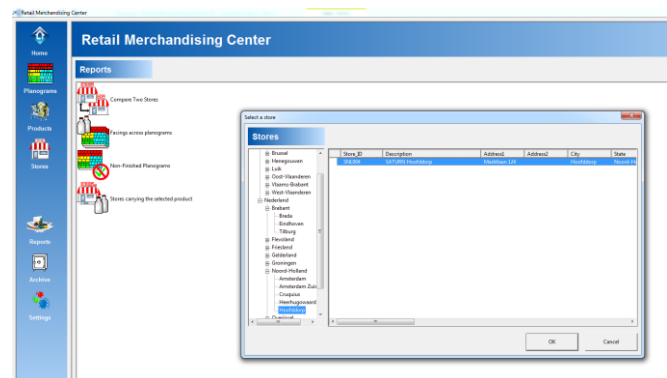 Retail Merchandising Center
Retail Merchandising Center
Home
Planograms
Products
Stores
Reports
Archive
Settings
Reports
Compare Two Stores
Facings across planograms
Non-Finished Planograms
Stores carrying the selected product
Select a store
Stores
Brussel
Henegouwen
Luik
Oost-Vlaanderen
Vlaams-Brabant
West-Vlaanderen
Nederland
Brabant
Breda
Eindhoven
Tilburg
Flevoland
Friesland
Gelderland
Groningen
Noord-Holland
Amsterdam
Amsterdam Zuid
Cruquius
Heerhugowaard
Hoofddorp
Store_ID Description Address1 Address2 City State
SATURN Hoofddorp Marktlaan 124 Hoofddorp Noord-H
OK Cancel